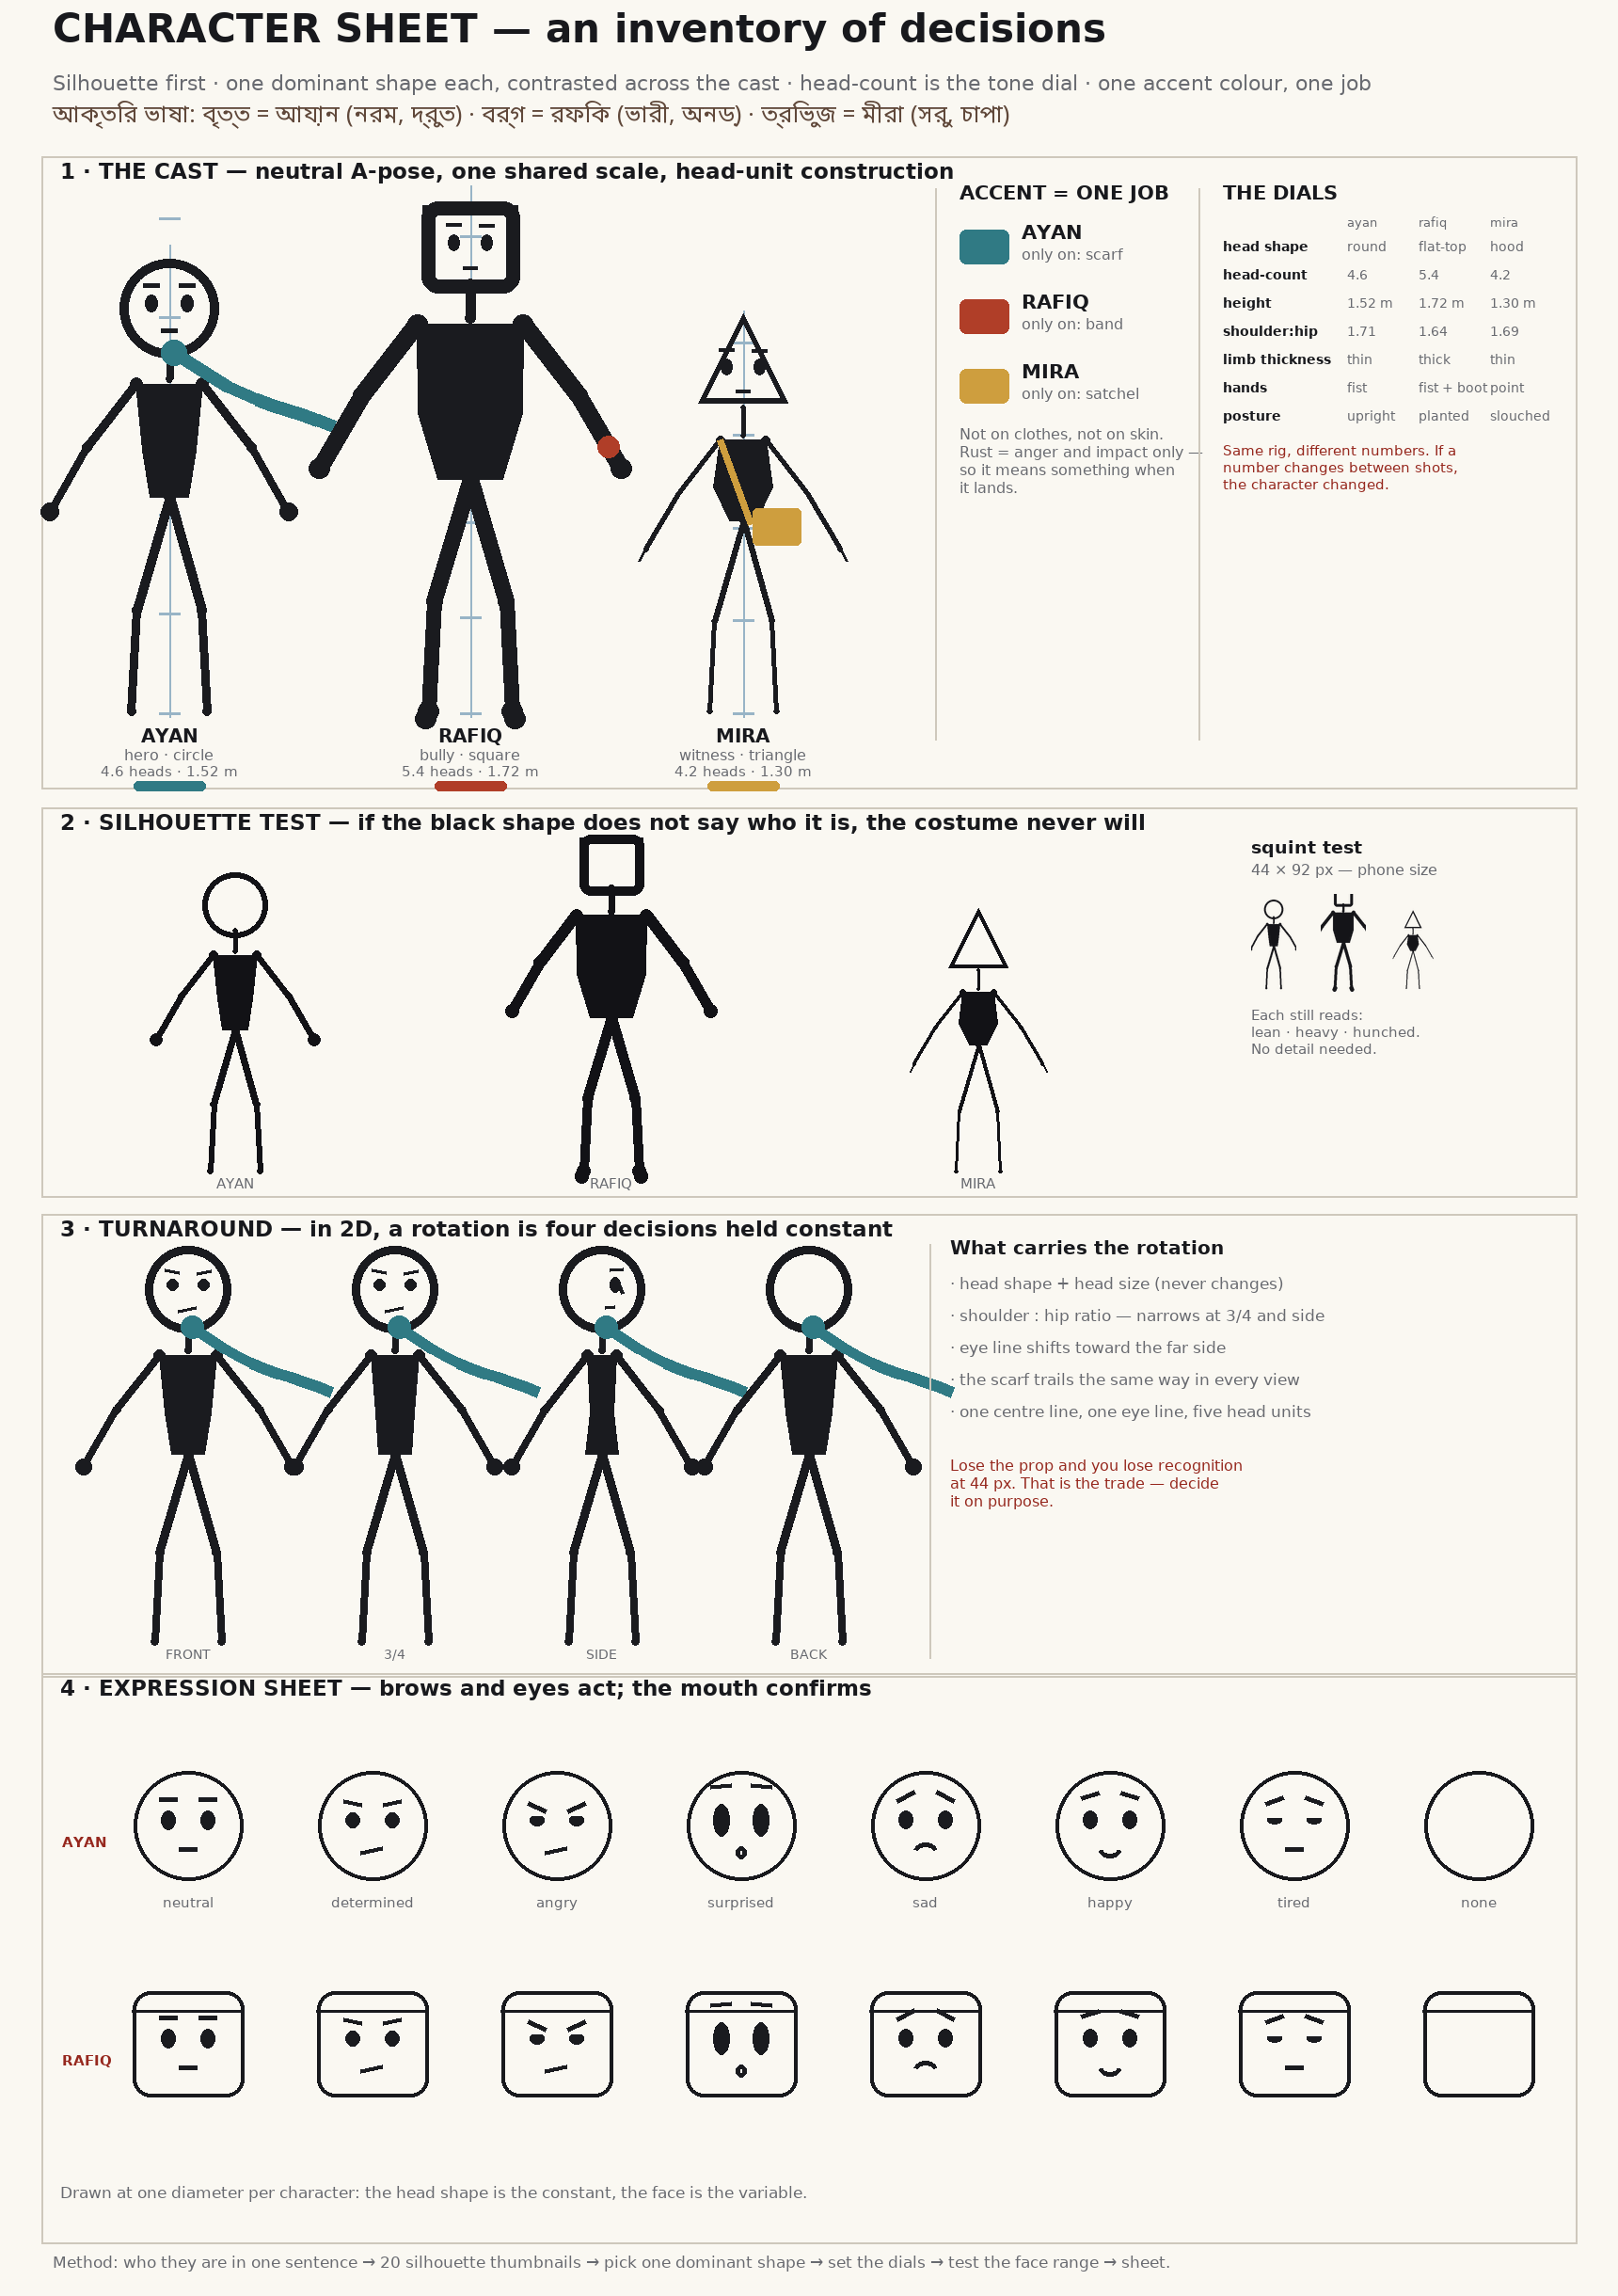 CHARACTER SHEET — an inventory of decisions
Silhouette first · one dominant shape each, contrasted across the cast · head-count is the tone dial · one accent colour, one job
আকৃতরি ভাষা: বৃত্ত = আয়ান (নরম, দ্রুত) · বর্গ = রফকি (ভারী, অনড়) · ত্রভুিজ = মীরা (সরু, চাপা)
1 · THE CAST — neutral A-pose, one shared scale, head-unit construction
AYAN
hero · circle
4.6 heads · 1.52 m
RAFIQ
bully · square
5.4 heads · 1.72 m
MIRA
witness · triangle
4.2 heads · 1.30 m
ACCENT = ONE JOB
AYAN
only on: scarf
RAFIQ
only on: band
MIRA
only on: satchel
Not on clothes, not on skin.
Rust = anger and impact only —
so it means something when
it lands.
THE DIALS
ayan rafiq mira
head shape round flat-top hood
head-count 4.6 5.4 4.2
height 1.52 m 1.72 m 1.30 m
shoulder:hip 1.71 1.64 1.69
limb thickness thin thick thin
hands fist fist + boot point
posture upright planted slouched
Same rig, different numbers. If a
number changes between shots,
the character changed.
2 · SILHOUETTE TEST — if the black shape does not say who it is, the costume never will
AYAN
RAFIQ
MIRA
squint test
44 × 92 px — phone size
Each still reads:
lean · heavy · hunched.
No detail needed.
3 · TURNAROUND — in 2D, a rotation is four decisions held constant
FRONT
3/4
SIDE
BACK
What carries the rotation
· head shape + head size (never changes)
· shoulder : hip ratio — narrows at 3/4 and side
· eye line shifts toward the far side
· the scarf trails the same way in every view
· one centre line, one eye line, five head units
Lose the prop and you lose recognition
at 44 px. That is the trade — decide
it on purpose.
4 · EXPRESSION SHEET — brows and eyes act; the mouth confirms
AYAN
neutral determined angry surprised sad happy tired none
RAFIQ
Drawn at one diameter per character: the head shape is the constant, the face is the variable.
Method: who they are in one sentence → 20 silhouette thumbnails → pick one dominant shape → set the dials → test the face range → sheet.